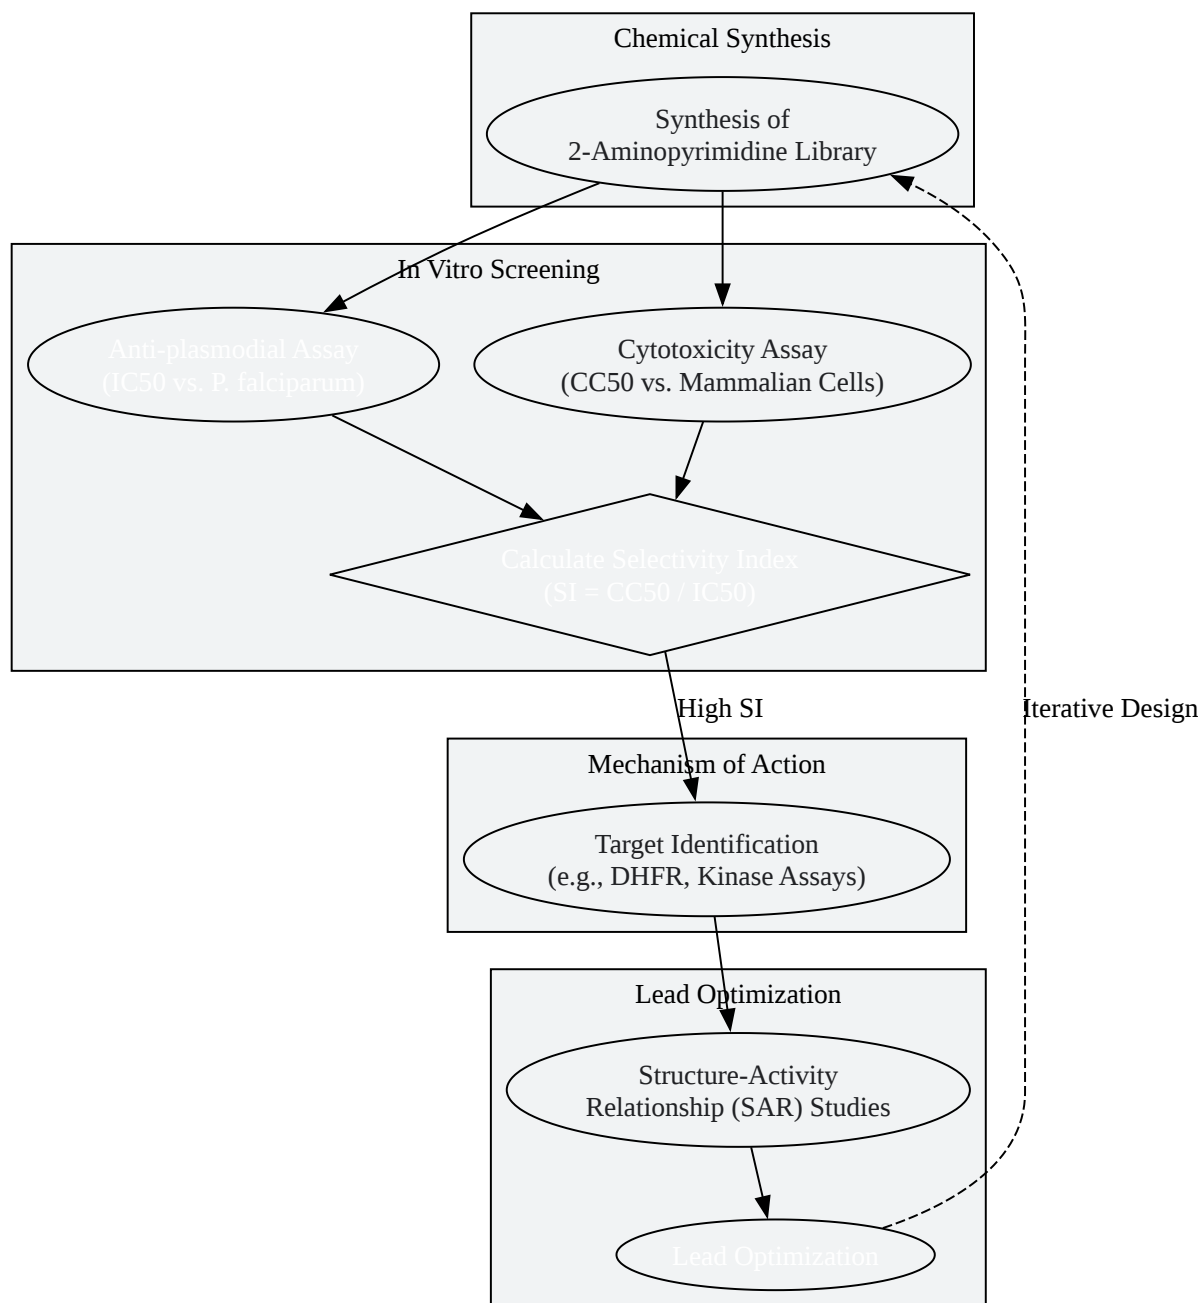 Chemical Synthesis
Synthesis of
2-Aminopyrimidine Library
In Vitro Screening
Anti-plasmodial Assay
(IC50 vs. P. falciparum)
Cytotoxicity Assay
(CC50 vs. Mammalian Cells)
Calculate Selectivity Index
(SI = CC50 / IC50)
High SI
Iterative Design
Mechanism of Action
Target Identification
(e.g., DHFR, Kinase Assays)
Lead Optimization
Structure-Activity
Relationship (SAR) Studies
Lead Optimization